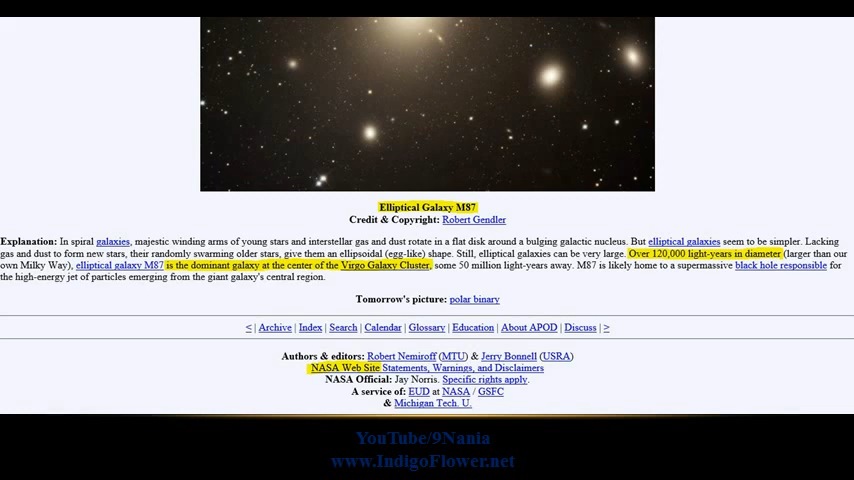 Elliptical Galaxy M87
Credit & Copyright: Robert Gendler
Explanation: In spiral galaxies, majestic winding arms of young stars and interstellar gas and dust rotate in a flat disk around a bulging galactic nucleus. But elliptical galaxies seem to be simpler. Lacking
gas and dust to form new stars, their randomly swarming older stars, give them an ellipsoidal (egg-like) shape. Still, elliptical galaxies can be very large. Over 120,000 light-years in diameter (larger than our
own Milky Way), elliptical galaxy M87 is the dominant galaxy at the center of the Virgo Galaxy Cluster, some 50 million light-years away. M87 is likely home to a supermassive black hole responsible for
the high-energy jet of particles emerging from the giant galaxy's central region.
Tomorrow's picture: polar binary
< | Archive | Index | Search | Calendar | Glossary | Education | About APOD | Discuss | >
Authors & editors: Robert Nemiroff (MTU) & Jerry Bonnell (USRA)
NASA Web Site Statements, Warnings, and Disclaimers
NASA Official: Jay Norris. Specific rights apply.
A service of: EUD at NASA / GSFC
& Michigan Tech. U.
YouTube/9Nania
www.IndigoFlower.net